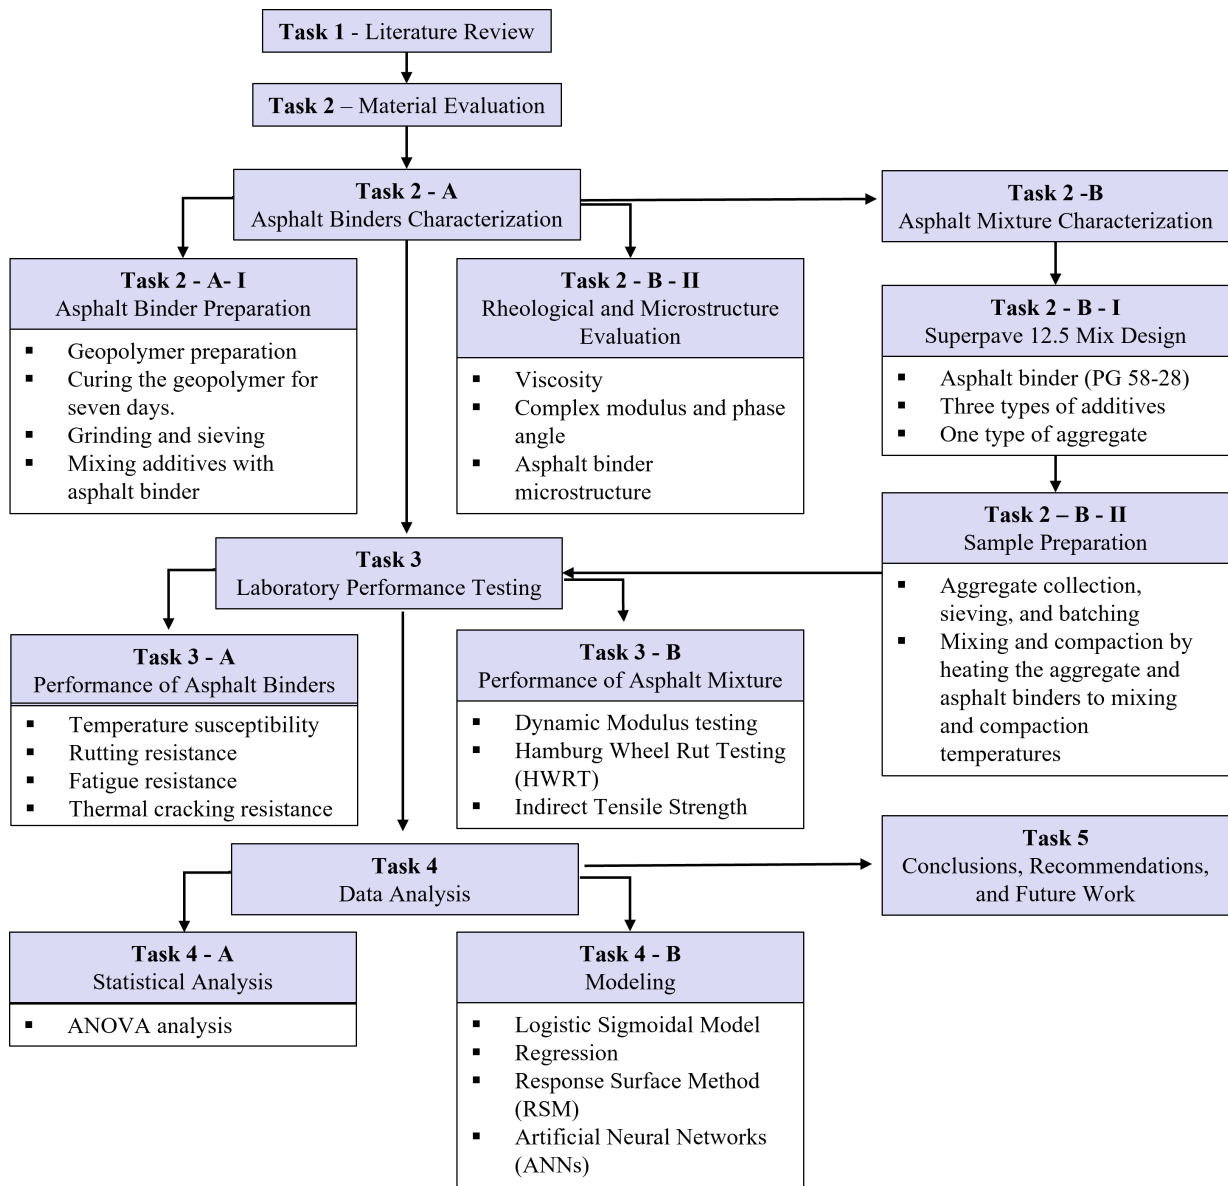 Task 1 - Literature Review
Task 2 – Material Evaluation
Task 2 - A
Asphalt Binders Characterization
Task 2 -B
Asphalt Mixture Characterization
Task 2 - A- I
Asphalt Binder Preparation
▪ Geopolymer preparation
▪ Curing the geopolymer for
seven days.
▪ Grinding and sieving
▪ Mixing additives with
asphalt binder
Task 2 - B - II
Rheological and Microstructure
Evaluation
▪ Viscosity
▪ Complex modulus and phase
angle
▪ Asphalt binder
microstructure
Task 2 - B - I
Superpave 12.5 Mix Design
▪ Asphalt binder (PG 58-28)
▪ Three types of additives
▪ One type of aggregate
Task 2 – B - II
Sample Preparation
▪ Aggregate collection,
sieving, and batching
▪ Mixing and compaction by
heating the aggregate and
asphalt binders to mixing
and compaction
temperatures
Task 3
Laboratory Performance Testing
Task 3 - A
Performance of Asphalt Binders
▪ Temperature susceptibility
▪ Rutting resistance
▪ Fatigue resistance
▪ Thermal cracking resistance
Task 3 - B
Performance of Asphalt Mixture
▪ Dynamic Modulus testing
▪ Hamburg Wheel Rut Testing
(HWRT)
▪ Indirect Tensile Strength
Task 4
Data Analysis
Task 5
Conclusions, Recommendations,
and Future Work
Task 4 - A
Statistical Analysis
▪ ANOVA analysis
Task 4 - B
Modeling
▪ Logistic Sigmoidal Model
▪ Regression
▪ Response Surface Method
(RSM)
▪ Artificial Neural Networks
(ANNs)